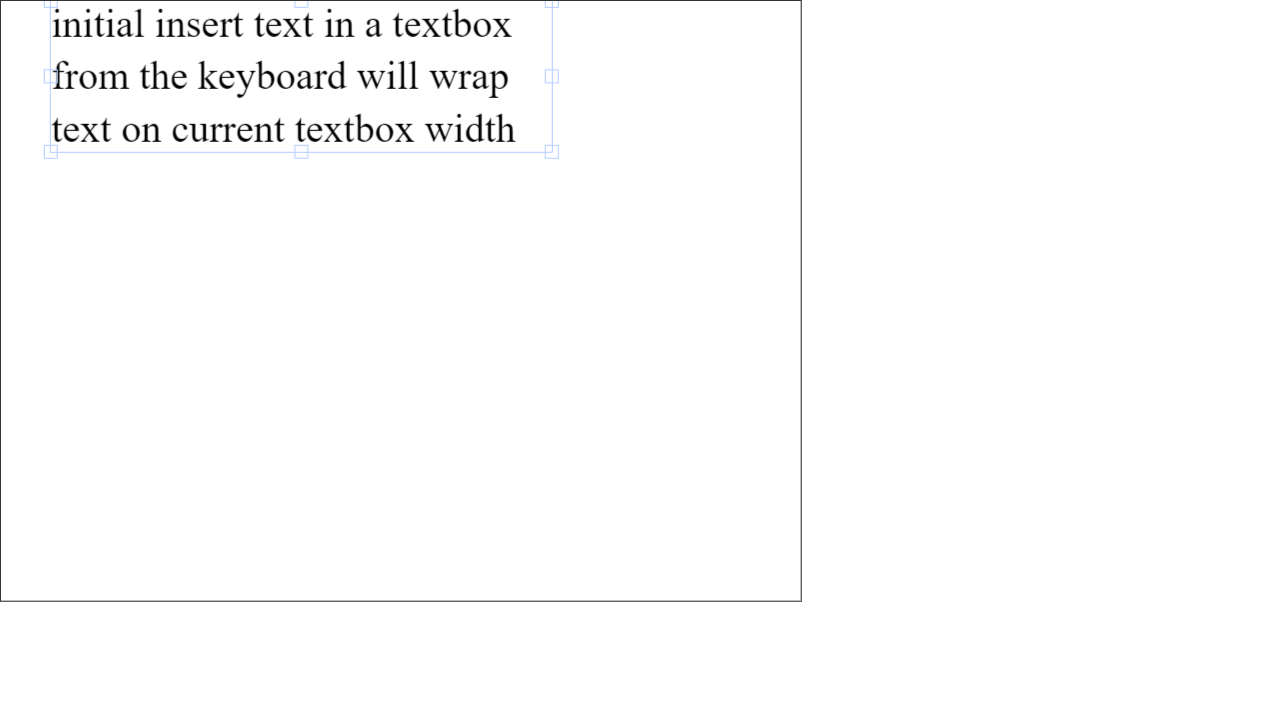 initial insert text in a textbox
from the keyboard will wrap
text on current textbox width